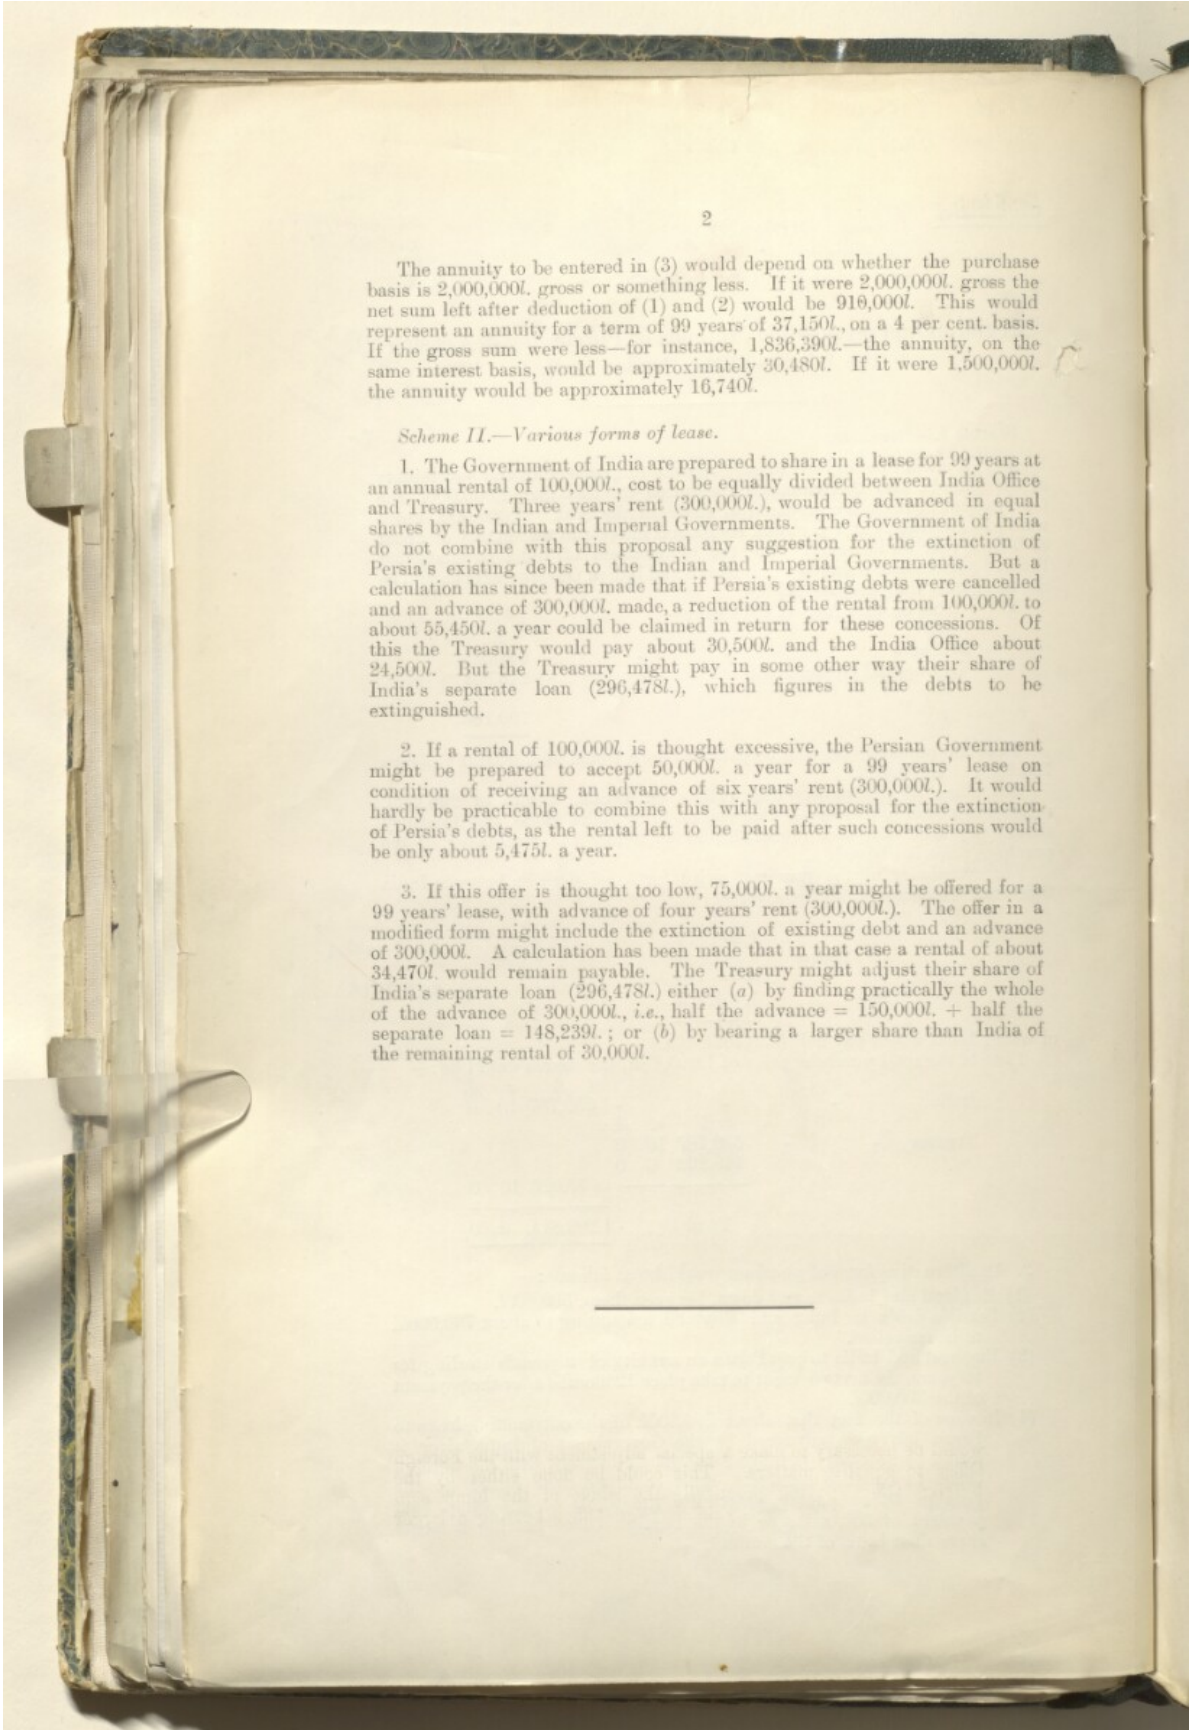 2
The annuity to be entered in (3) would depend on whether the purchase
basis is 2,000,000l. gross or something less. If it were 2,000,000l. gross the
net sum left after deduction of (1) and (2) would be 910,000l. This would
represent an annuity for a term of 99 years of 37,150l., on a 4 per cent. basis.
If the gross sum were less—for instance, 1,836,390l.—the annuity, on the
same interest basis, would be approximately 30,480l. If it were 1,500,000l.
the annuity would be approximately 16,740l.
Scheme II.—Various forms of lease.
1. The Government of India are prepared to share in a lease for 99 years at
an annual rental of 100,000l., cost to be equally divided between India Office
and Treasury. Three years' rent (300,000l.), would be advanced in equal
shares by the Indian and Imperial Governments. The Government of India
do not combine with this proposal any suggestion for the extinction of
Persia's existing debts to the Indian and Imperial Governments. But a
calculation has since been made that if Persia's existing debts were cancelled
and an advance of 300,000l. made, a reduction of the rental from 100,000l. to
about 55,450l. a year could be claimed in return for these concessions. Of
this the Treasury would pay about 30,500l. and the India Office about
24,500l. But the Treasury might pay in some other way their share of
India's separate loan (296,478l.), which figures in the debts to be
extinguished.
2. If a rental of 100,000l. is thought excessive, the Persian Government
might be prepared to accept 50,000l. a year for a 99 years' lease on
condition of receiving an advance of six years' rent (300,000l.). It would
hardly be practicable to combine this with any proposal for the extinction
of Persia's debts, as the rental left to be paid after such concessions would
be only about 5,475l. a year.
3. If this offer is thought too low, 75,000l. a year might be offered for a
99 years' lease, with advance of four years' rent (300,000l.). The offer in a
modified form might include the extinction of existing debt and an advance
of 300,000l. A calculation has been made that in that case a rental of about
34,470l. would remain payable. The Treasury might adjust their share of
India's separate loan (296,478l.) either (a) by finding practically the whole
of the advance of 300,000l., i.e., half the advance = 150,000l. + half the
separate loan = 148,239l. ; or (b) by bearing a larger share than India of
the remaining rental of 30,000l.